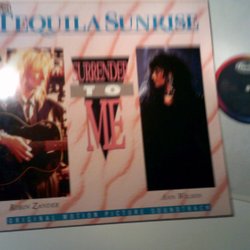 TEQUILA SUNRISE
SURRENDER
TO
ME
ROBIN ZANDER
ANN WILSON
ORIGINAL MOTION PICTURE SOUNDTRACK